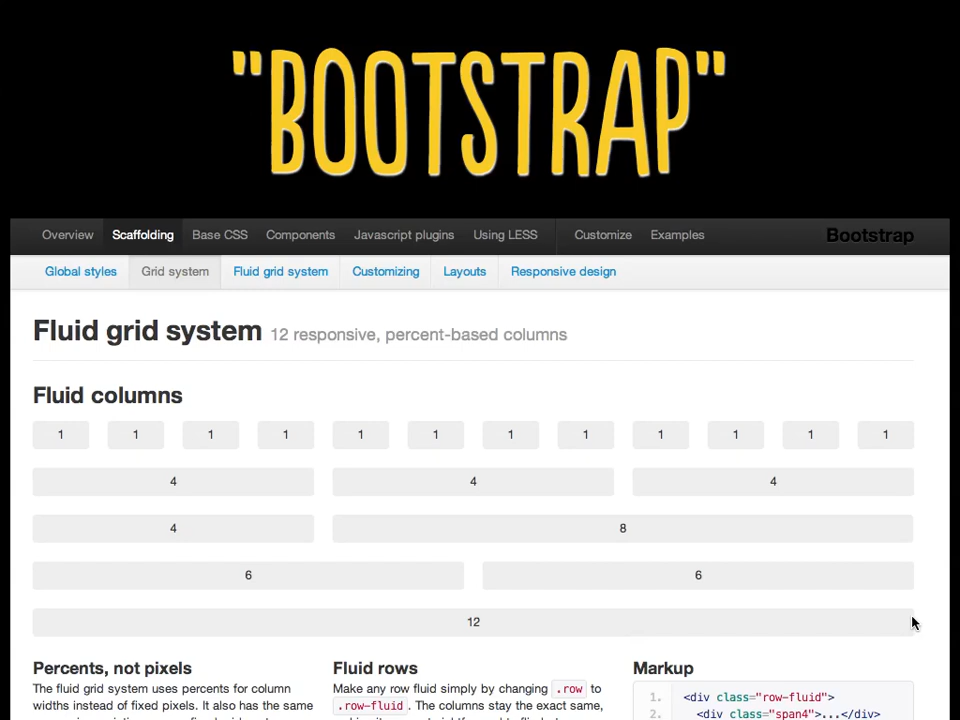 "BOOTSTRAP"
Overview Scaffolding Base CSS Components Javascript plugins Using LESS Customize Examples Bootstrap
Global styles Grid system Fluid grid system Customizing Layouts Responsive design
Fluid grid system 12 responsive, percent-based columns
Fluid columns
1 1 1 1 1 1 1 1 1 1 1 1
4 4 4
4 8
6 6
12
Percents, not pixels
The fluid grid system uses percents for column
widths instead of fixed pixels. It also has the same
Fluid rows
Make any row fluid simply by changing .row to
.row-fluid. The columns stay the exact same,
Markup
1. <div class="row-fluid">
2. <div class="span4">...</div>